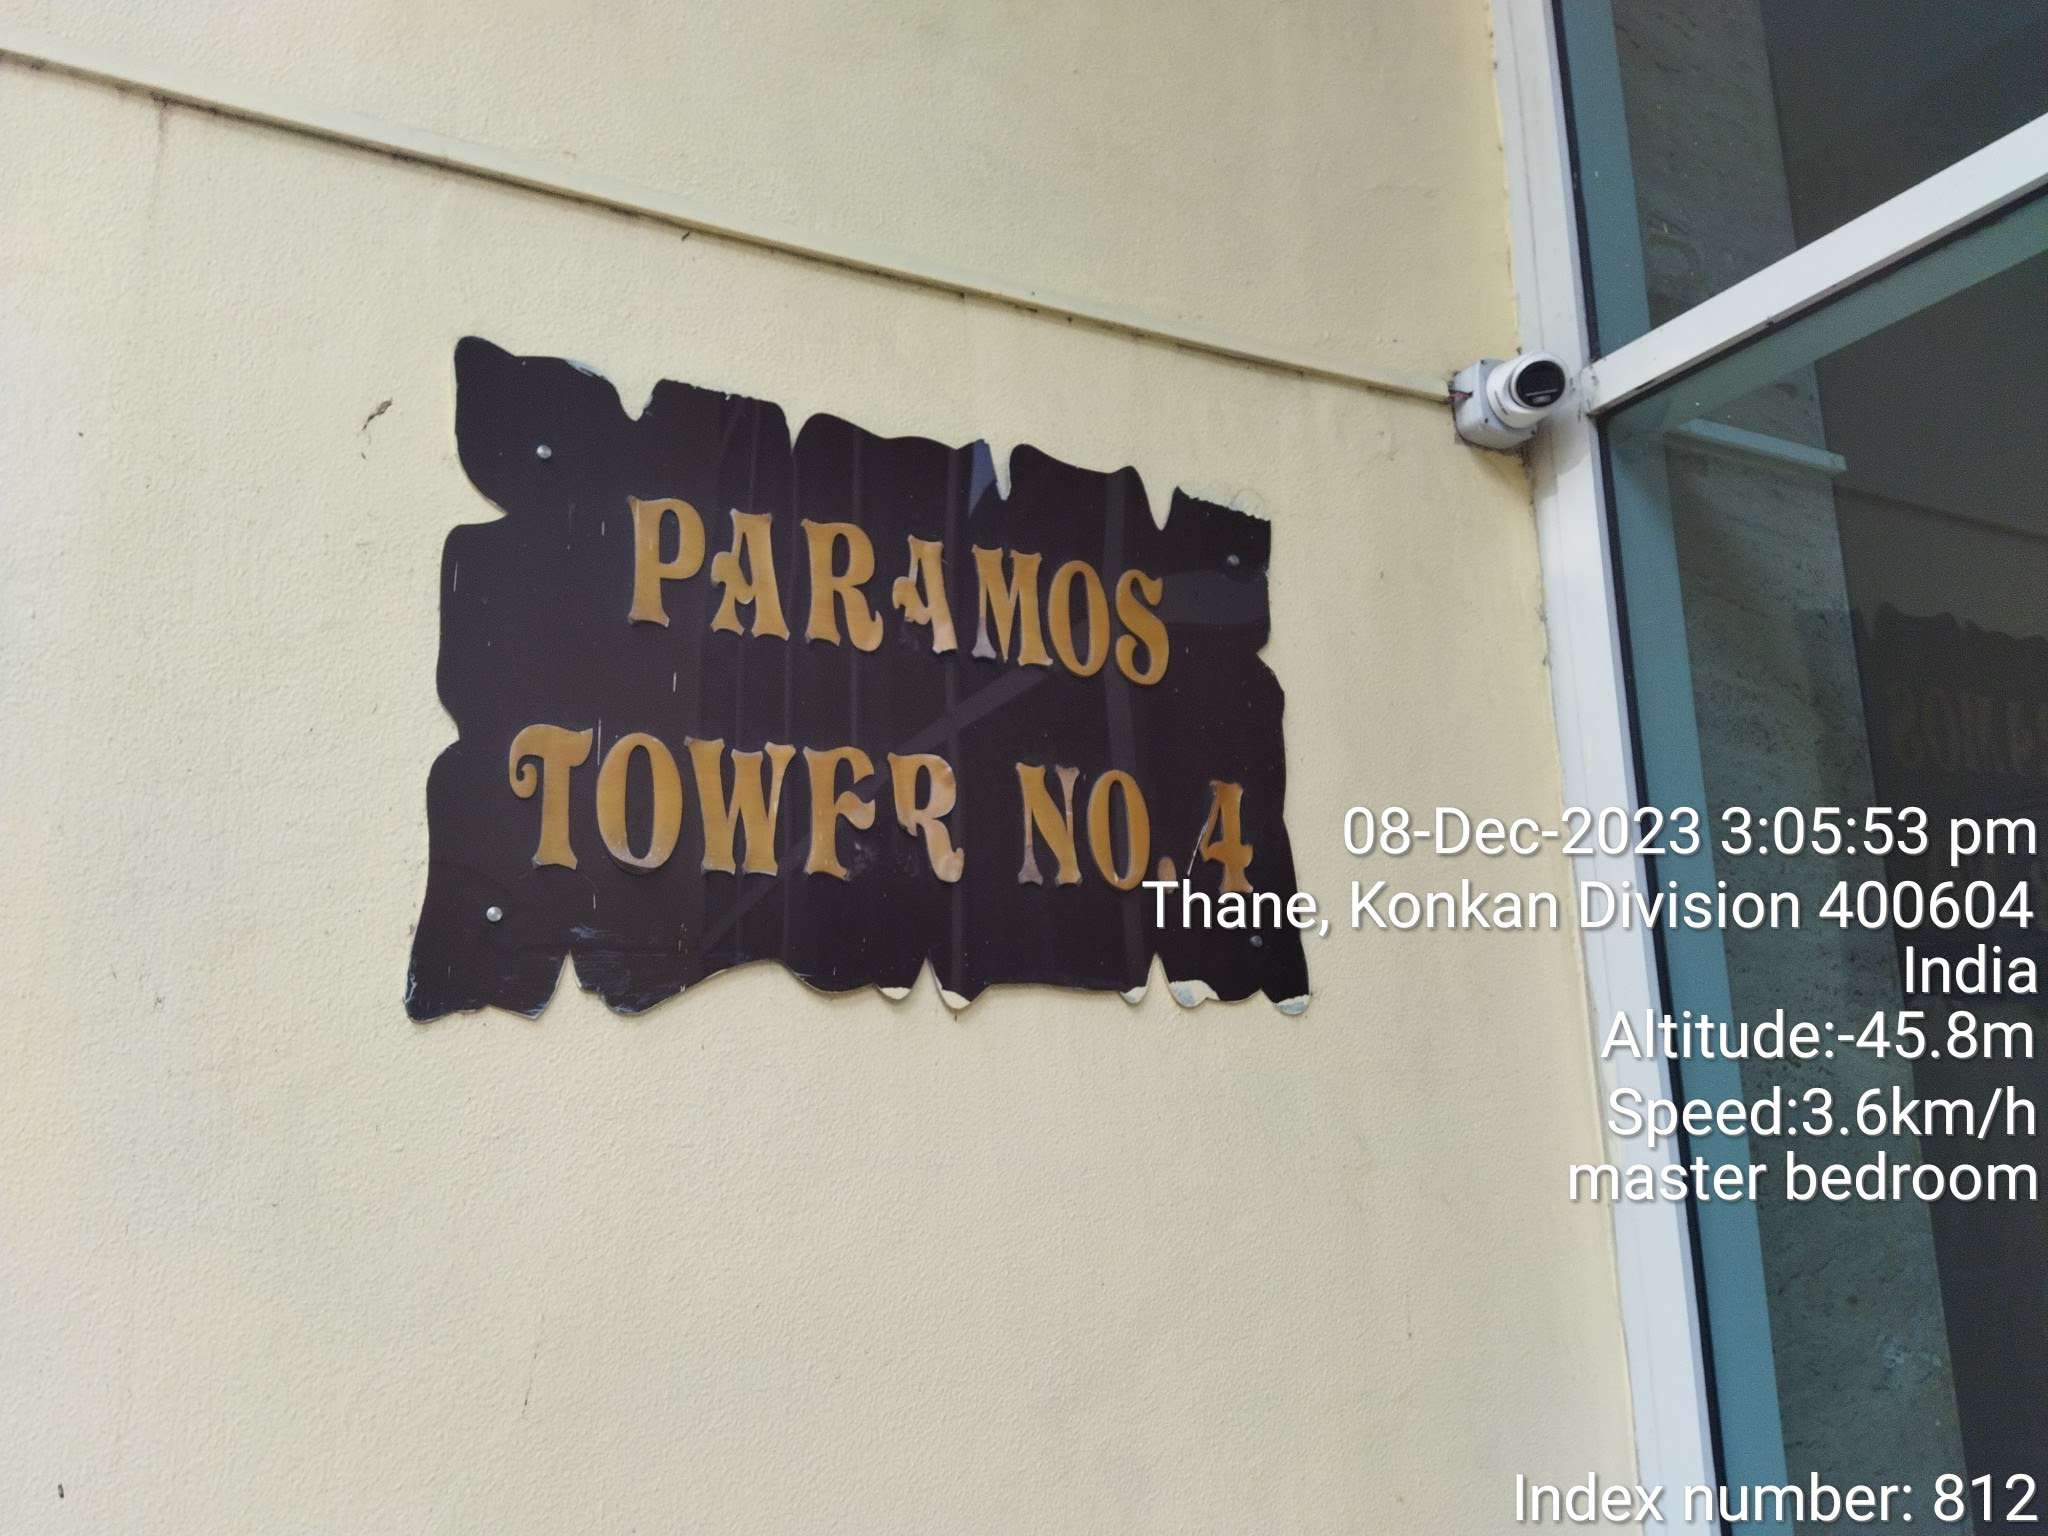 PARAMOS
TOWER NO.4
08-Dec-2023 3:05:53 pm
Thane, Konkan Division 400604
India
Altitude:-45.8m
Speed:3.6km/h
master bedroom
Index number: 812